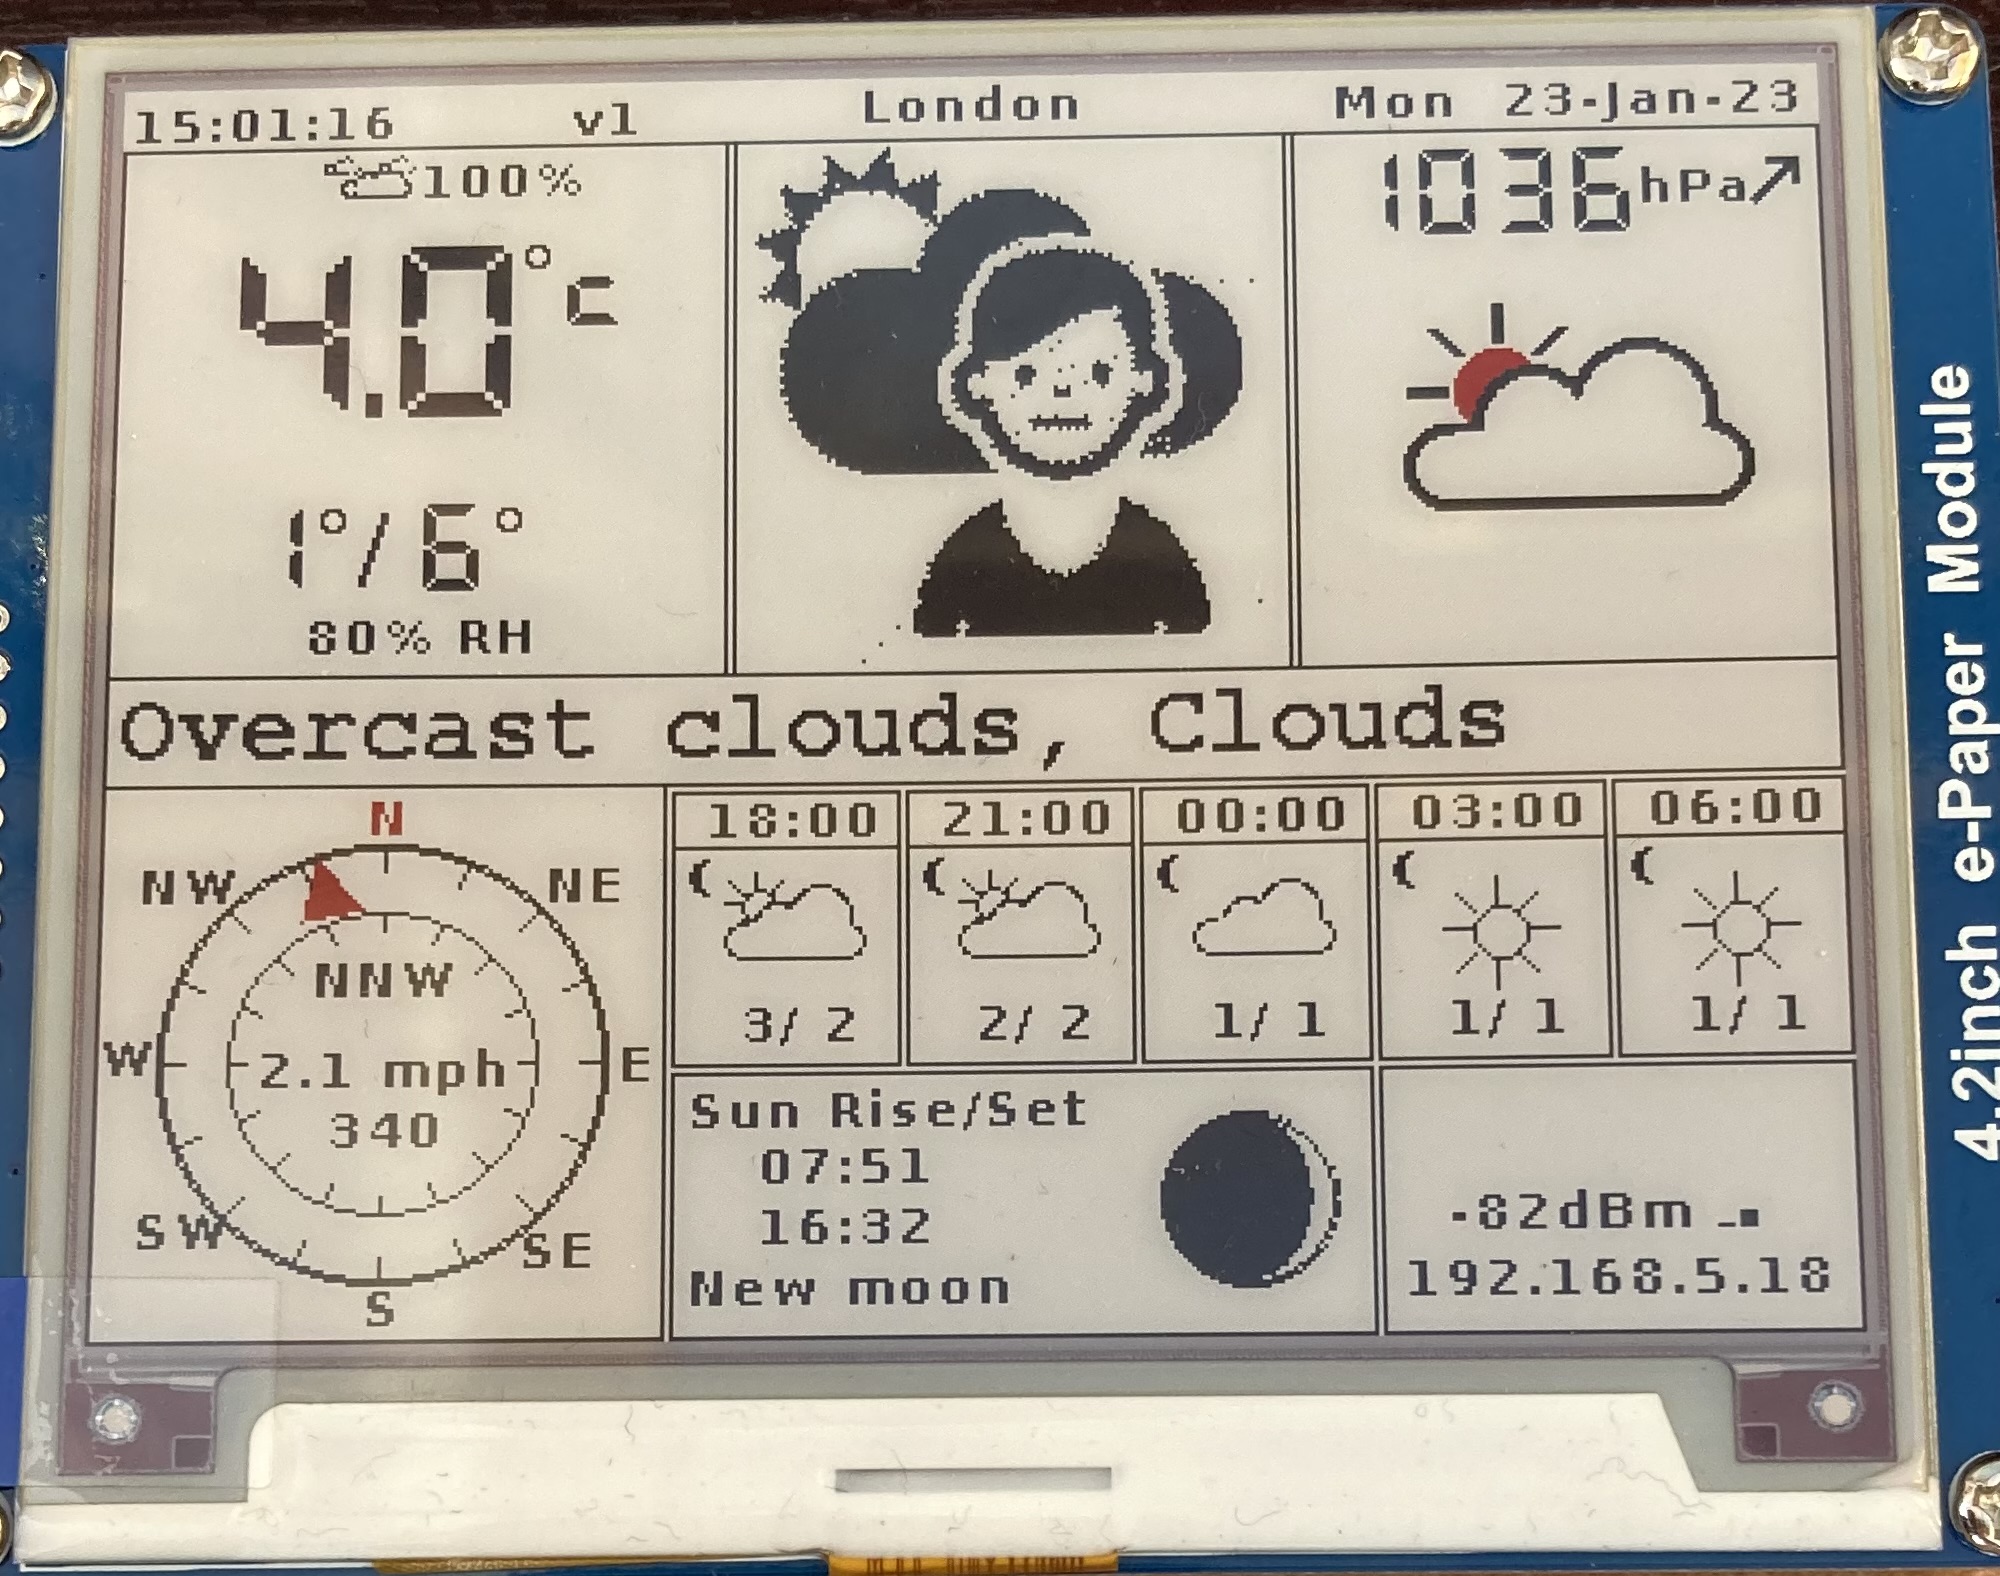 15:01:16 v1 London Mon 23-Jan-23
100%
4.0°C
1°/6°
80% RH
1036hPa
Overcast clouds, Clouds
N
NE
E
SE
S
SW
W
NW
NNW
2.1 mph
340
18:00 21:00 00:00 03:00 06:00
3/ 2 2/ 2 1/ 1 1/ 1 1/ 1
Sun Rise/Set
07:51
16:32
New moon
-82dBm
192.168.5.18
4.2inch e-Paper Module